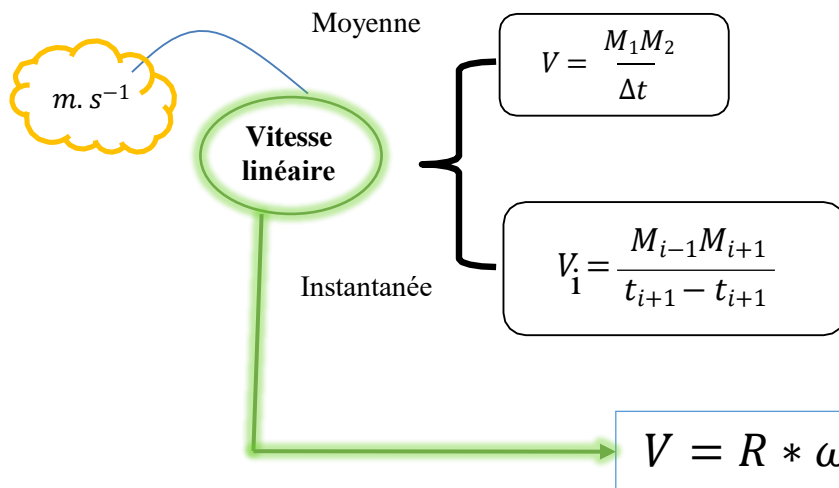 Moyenne
V = M₁M₂ / Δt
m. s⁻¹
Vitesse
linéaire
Instantanée
Vᵢ = Mᵢ₋₁Mᵢ₊₁ / tᵢ₊₁ − tᵢ₊₁
V = R * ω